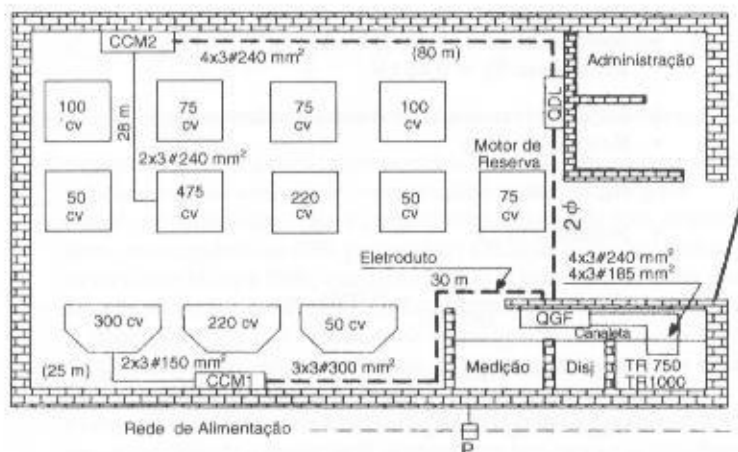 CCM2
4x3#240 mm²
(80 m)
Administração
QDL
100
cv
75
cv
75
cv
100
cv
28 m
2x3#240 mm²
Motor de
Reserva
50
cv
475
cv
220
cv
50
cv
75
cv
2 φ
Eletroduto
30 m
4x3#240 mm²
4x3#185 mm²
300 cv
220 cv
50 cv
QGF
Canaleta
(25 m)
2x3#150 mm²
CCM1
3x3#300 mm²
Medição
Disj
TR 750
TR1000
Rede de Alimentação
P